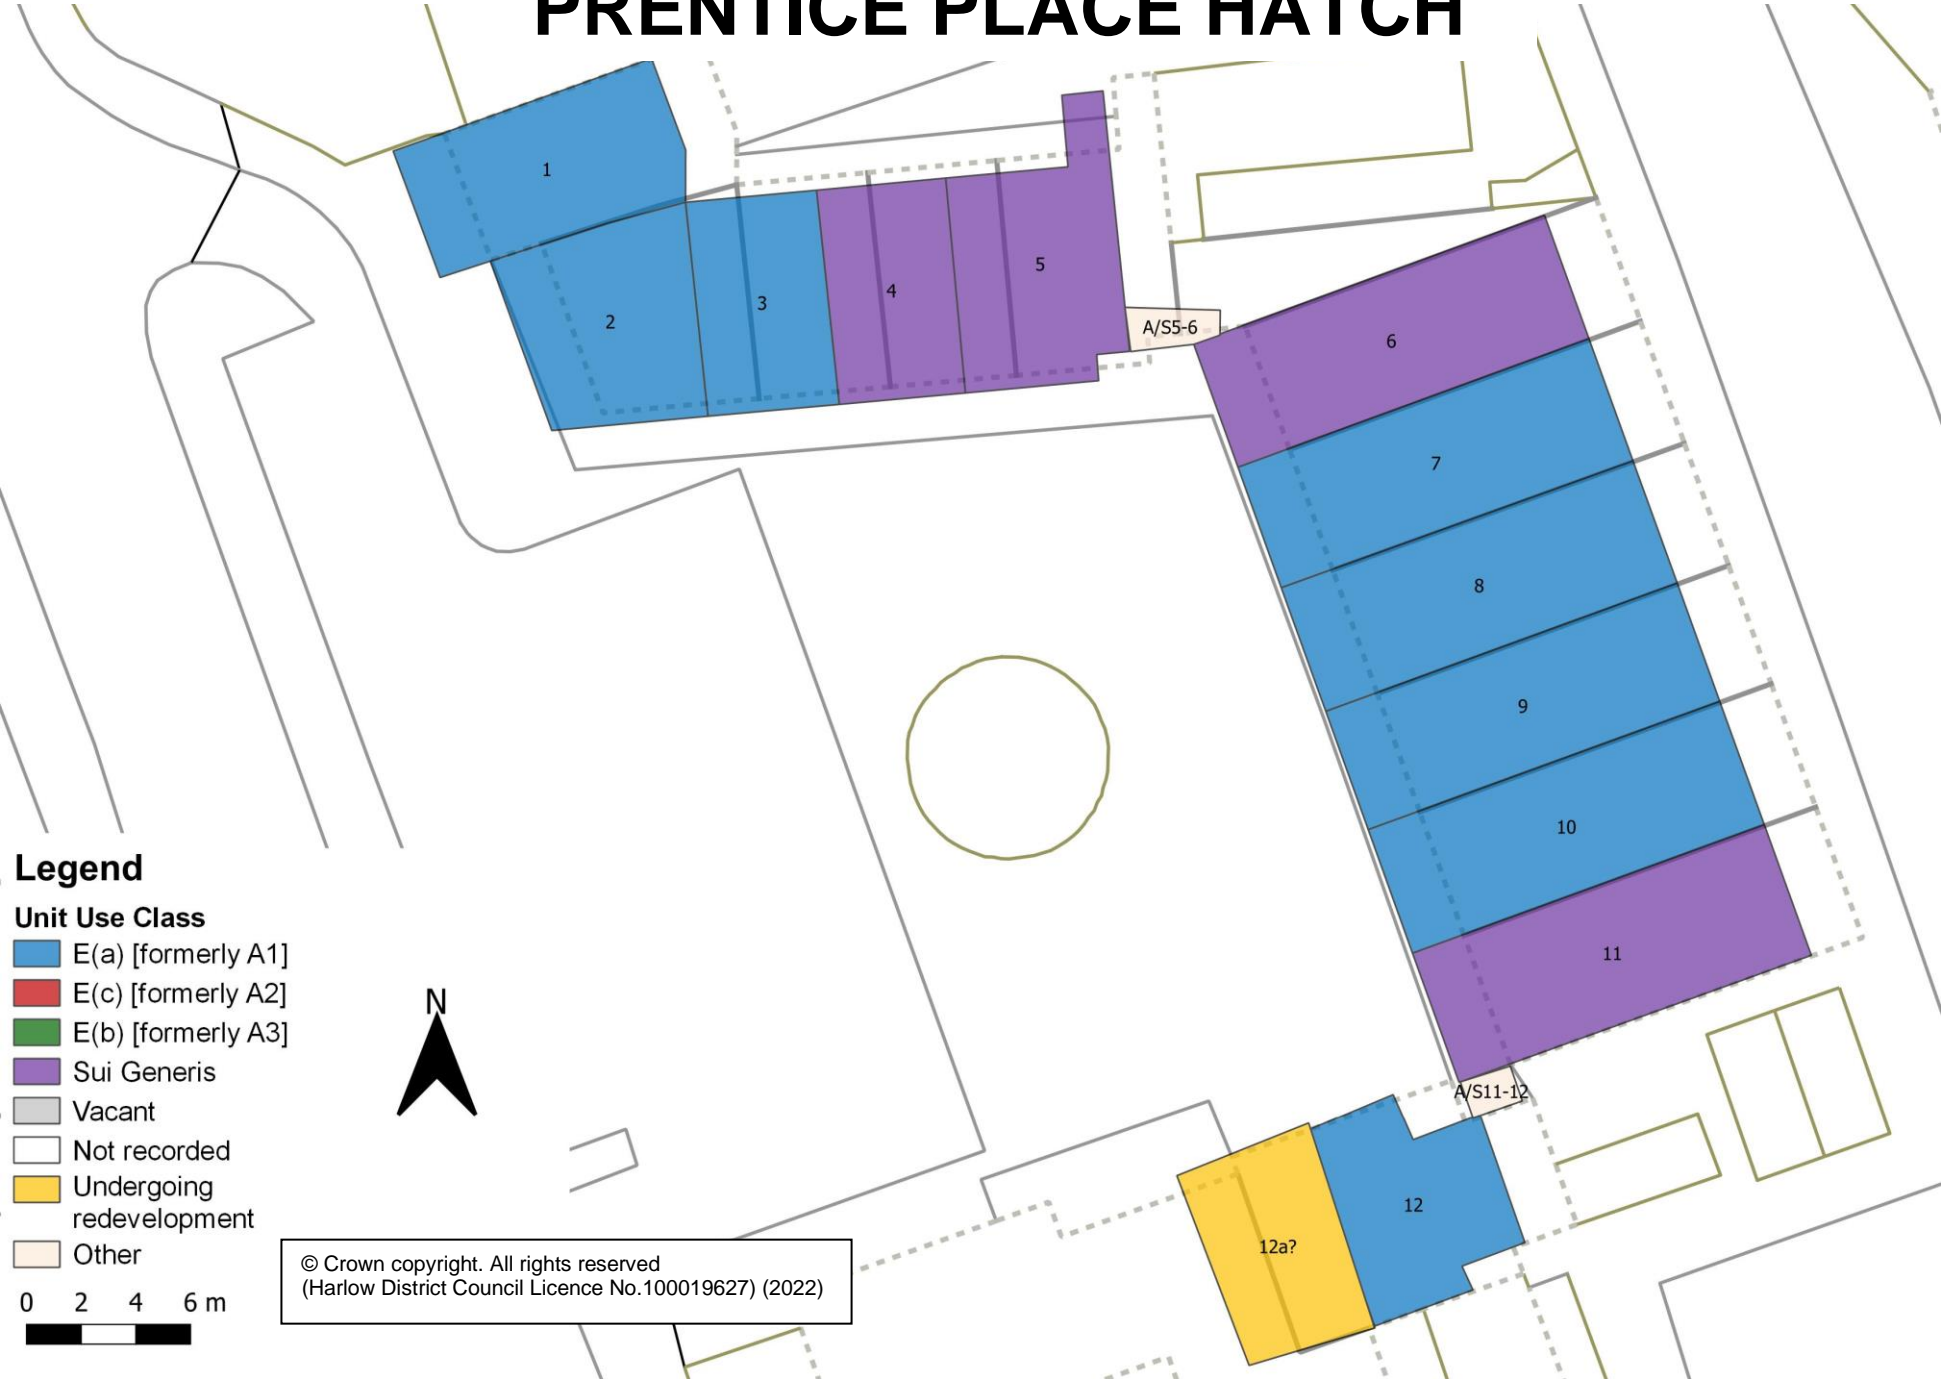 PRENTICE PLACE HATCH
1
2
3
4
5
A/S5-6
6
7
8
9
10
11
A/S11-12
12
12a?
Legend
Unit Use Class
E(a) [formerly A1]
E(c) [formerly A2]
E(b) [formerly A3]
Sui Generis
Vacant
Not recorded
Undergoing
redevelopment
Other
0 2 4 6 m
N
© Crown copyright. All rights reserved
(Harlow District Council Licence No.100019627) (2022)